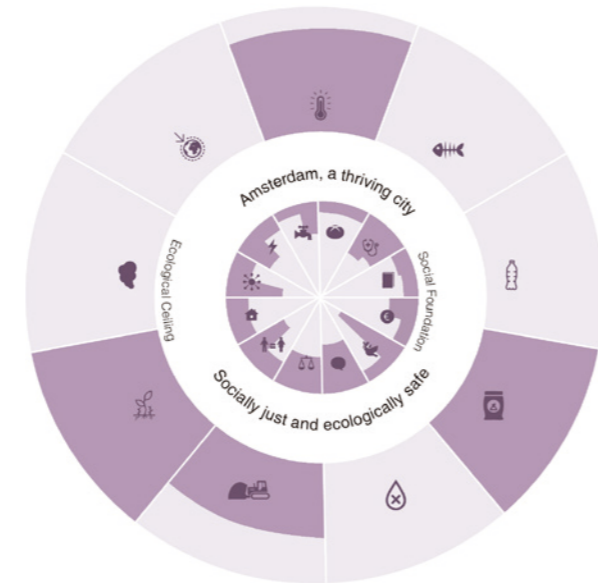 Amsterdam, a thriving city
Ecological Ceiling
Social Foundation
Socially just and ecologically safe